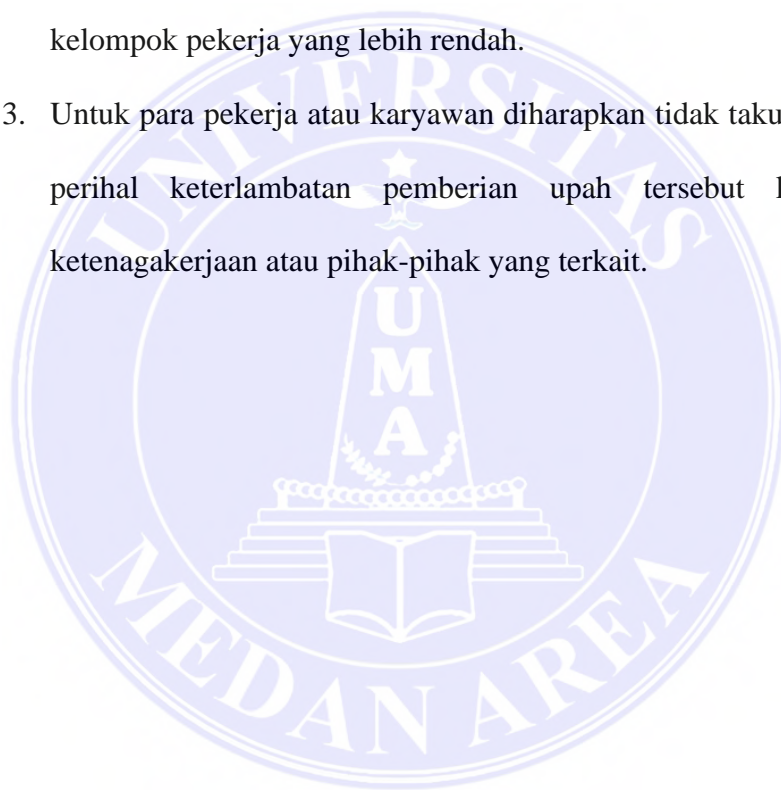 kelompok pekerja yang lebih rendah.
3. Untuk para pekerja atau karyawan diharapkan tidak
perihal keterlambatan pemberian upah tersebut
ketenagakerjaan atau pihak-pihak yang terkait.
UNIVERSITAS
UMA
MEDAN AREA